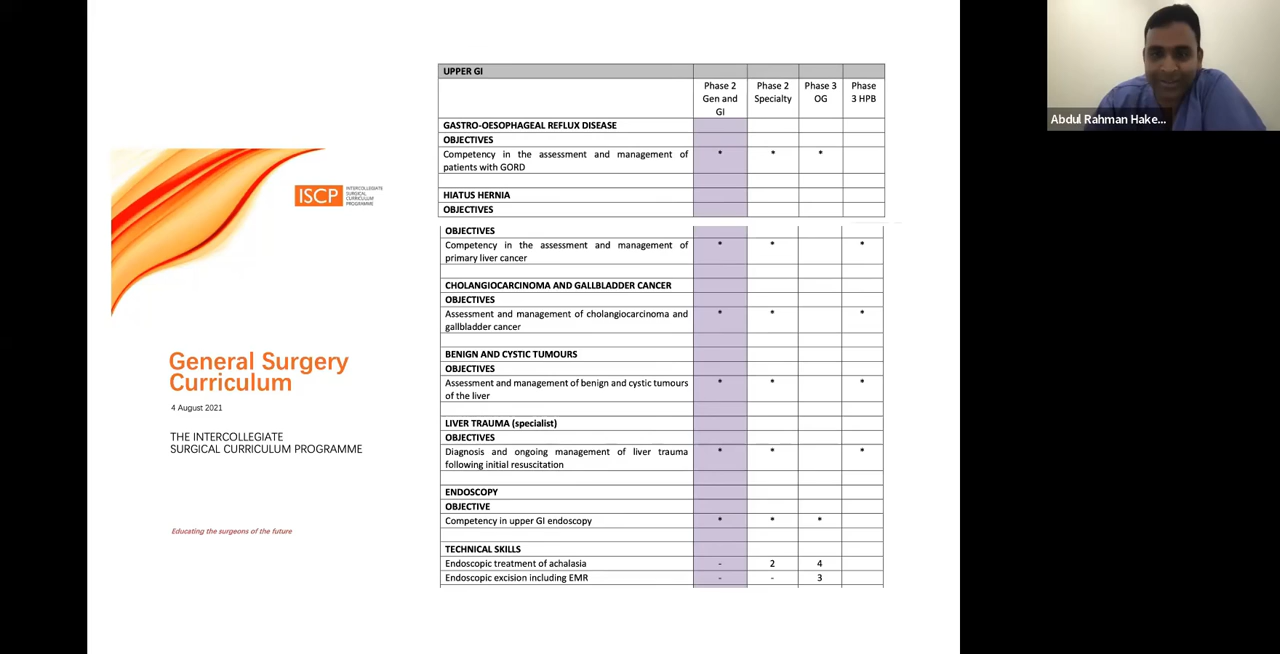 ISCP
INTERCOLLEGIATE
SURGICAL
CURRICULUM
PROGRAMME
General Surgery
Curriculum
4 August 2021
THE INTERCOLLEGIATE
SURGICAL CURRICULUM PROGRAMME
Educating the surgeons of the future
UPPER GI
Phase 2 Gen and GI
Phase 2 Specialty
Phase 3 OG
Phase 3 HPB
GASTRO-OESOPHAGEAL REFLUX DISEASE
OBJECTIVES
Competency in the assessment and management of * * *
patients with GORD
HIATUS HERNIA
OBJECTIVES
OBJECTIVES
Competency in the assessment and management of * * *
primary liver cancer
CHOLANGIOCARCINOMA AND GALLBLADDER CANCER
OBJECTIVES
Assessment and management of cholangiocarcinoma and * * *
gallbladder cancer
BENIGN AND CYSTIC TUMOURS
OBJECTIVES
Assessment and management of benign and cystic tumours * * *
of the liver
LIVER TRAUMA (specialist)
OBJECTIVES
Diagnosis and ongoing management of liver trauma * * *
following initial resuscitation
ENDOSCOPY
OBJECTIVE
Competency in upper GI endoscopy * * *
TECHNICAL SKILLS
Endoscopic treatment of achalasia - 2 4
Endoscopic excision including EMR - - 3
Abdul Rahman Hake...